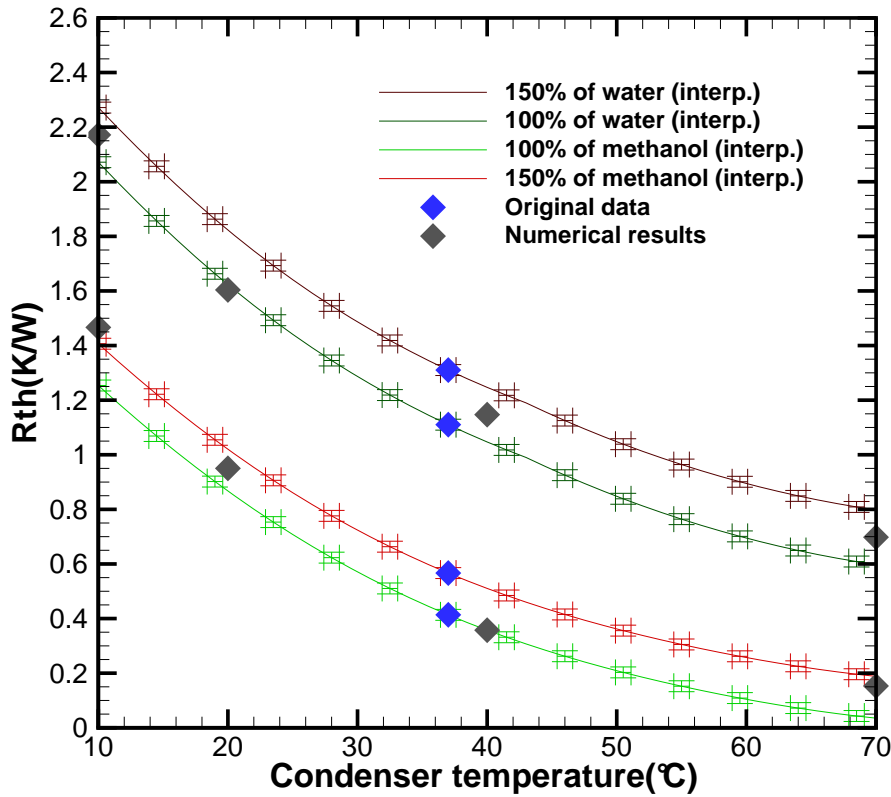 2.6
2.4
2.2
2
1.8
1.6
1.4
1.2
1
0.8
0.6
0.4
0.2
0
Rth(K/W)
150% of water (interp.)
100% of water (interp.)
100% of methanol (interp.)
150% of methanol (interp.)
Original data
Numerical results
10 20 30 40 50 60 70
Condenser temperature(°C)